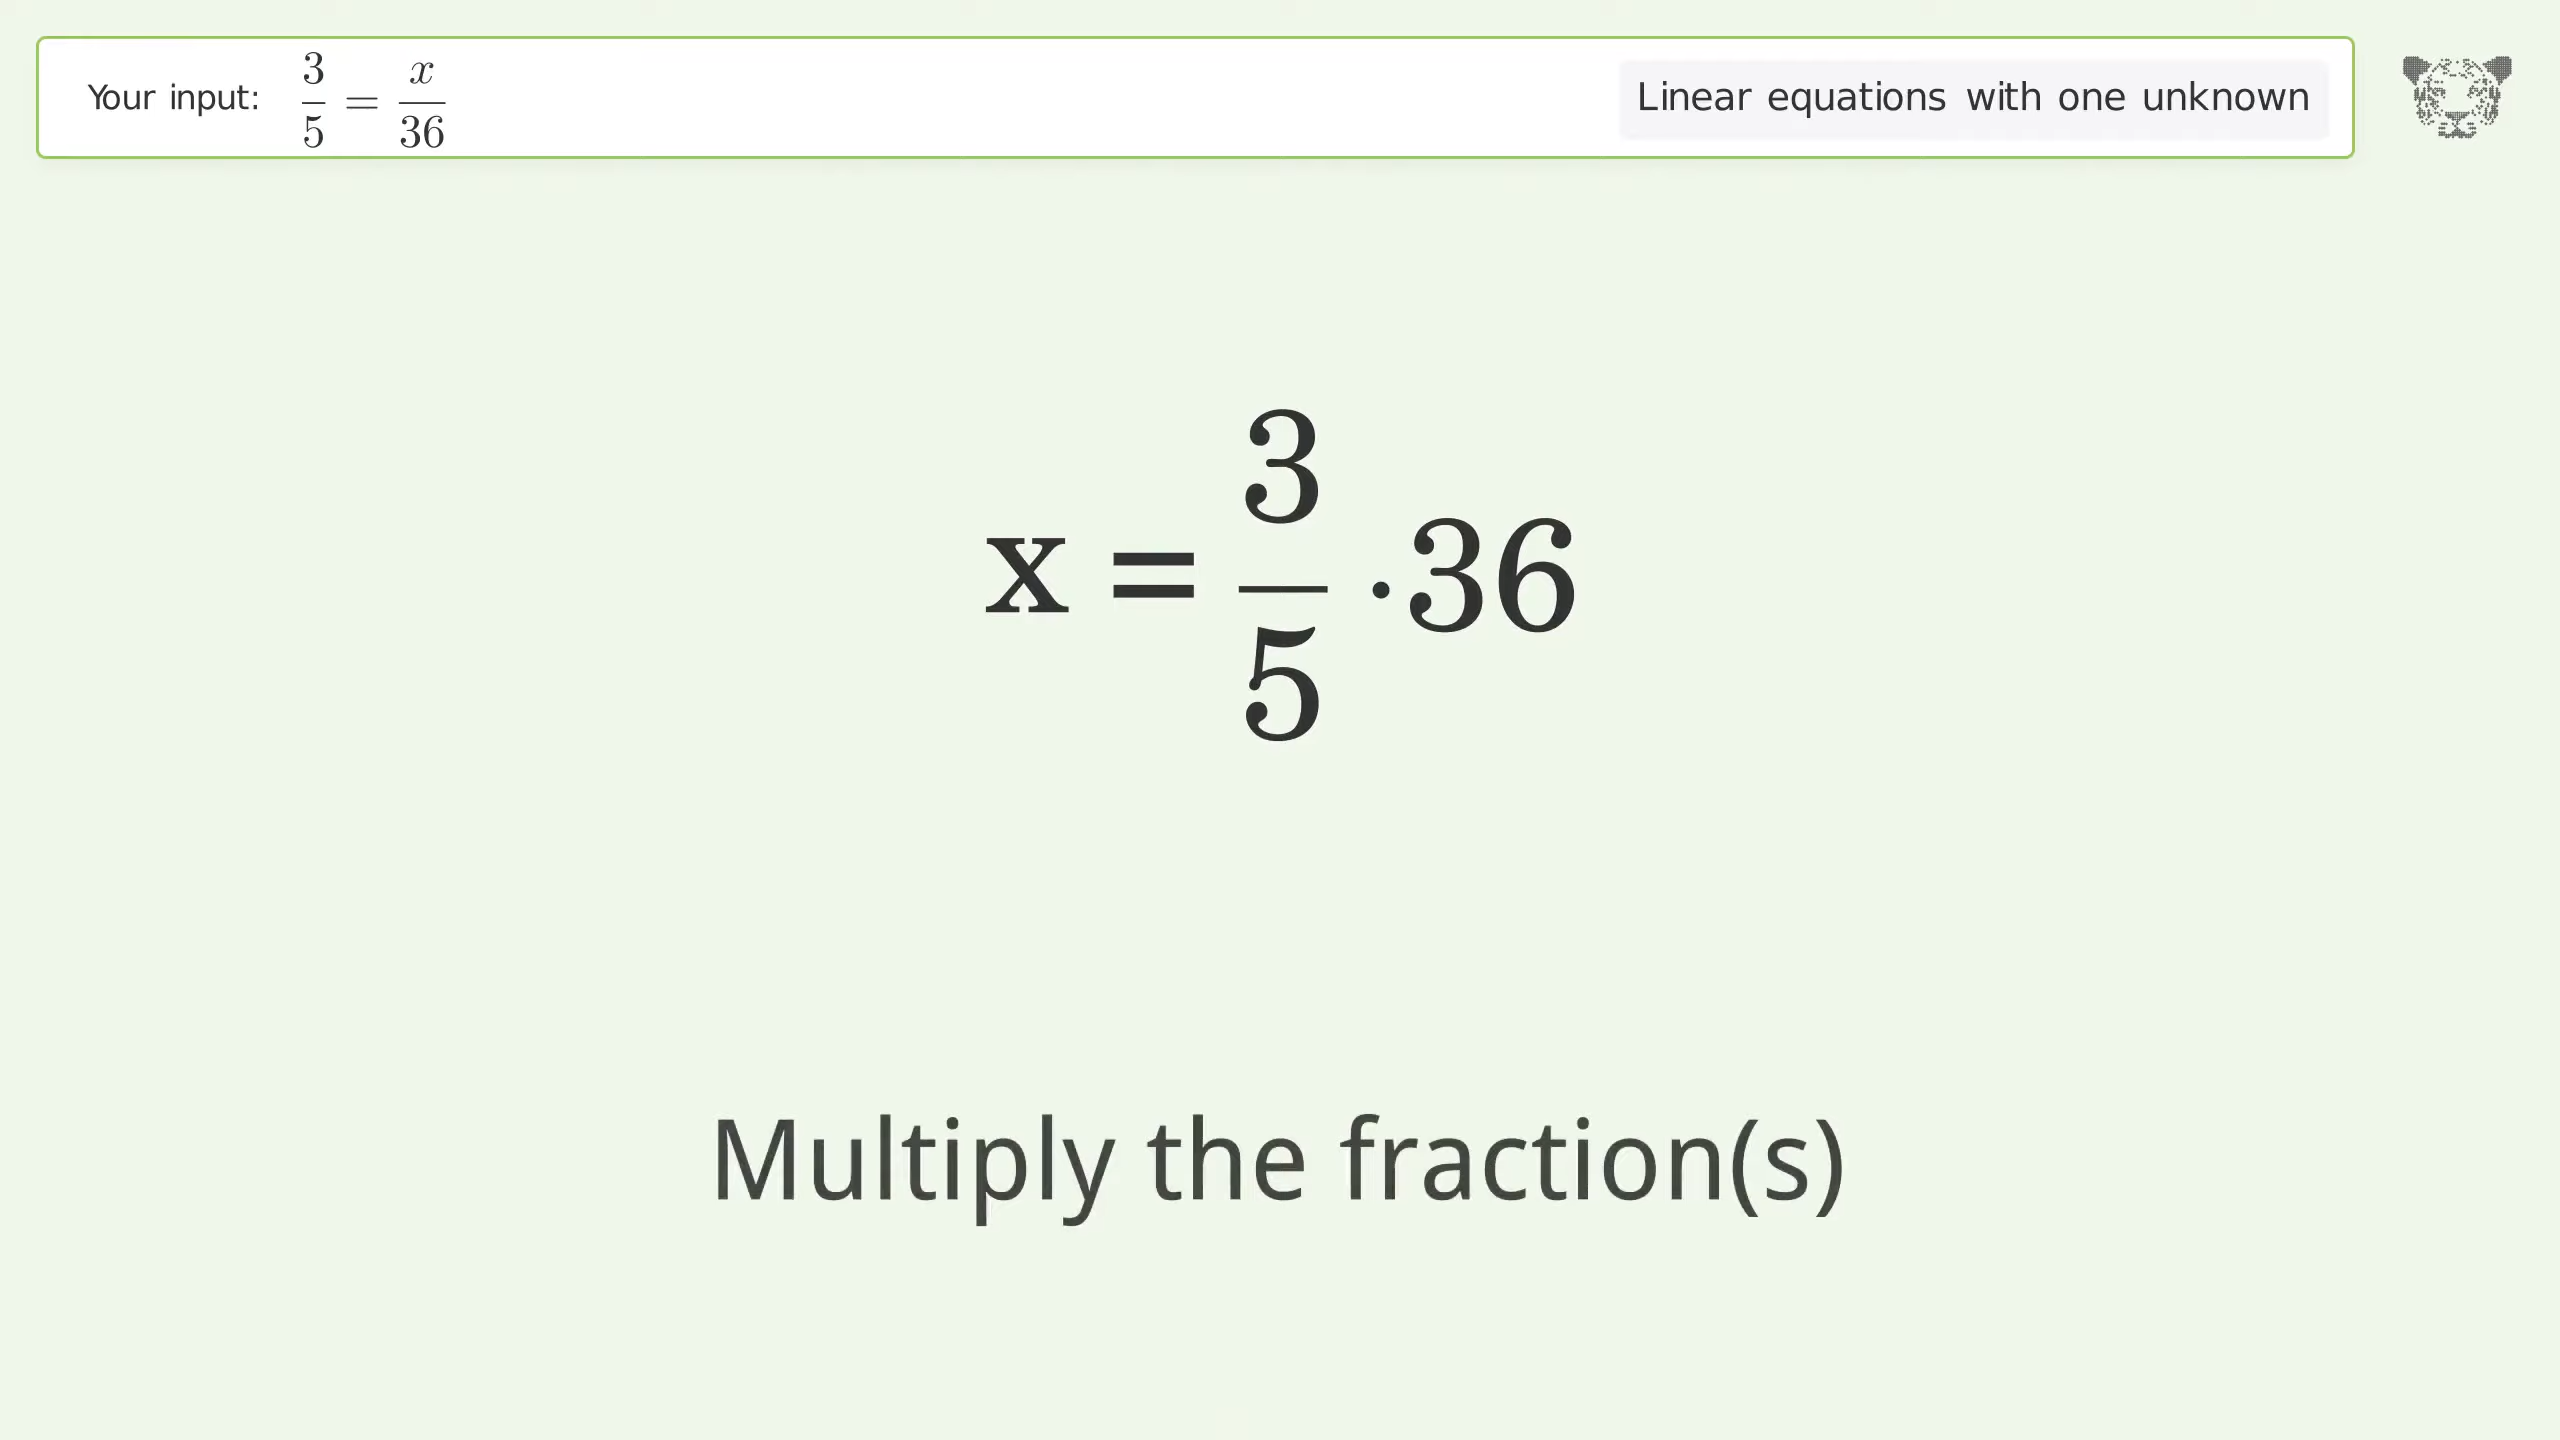 Your input: 3/5 = x/36
Linear equations with one unknown
x = 3/5 ·36
Multiply the fraction(s)